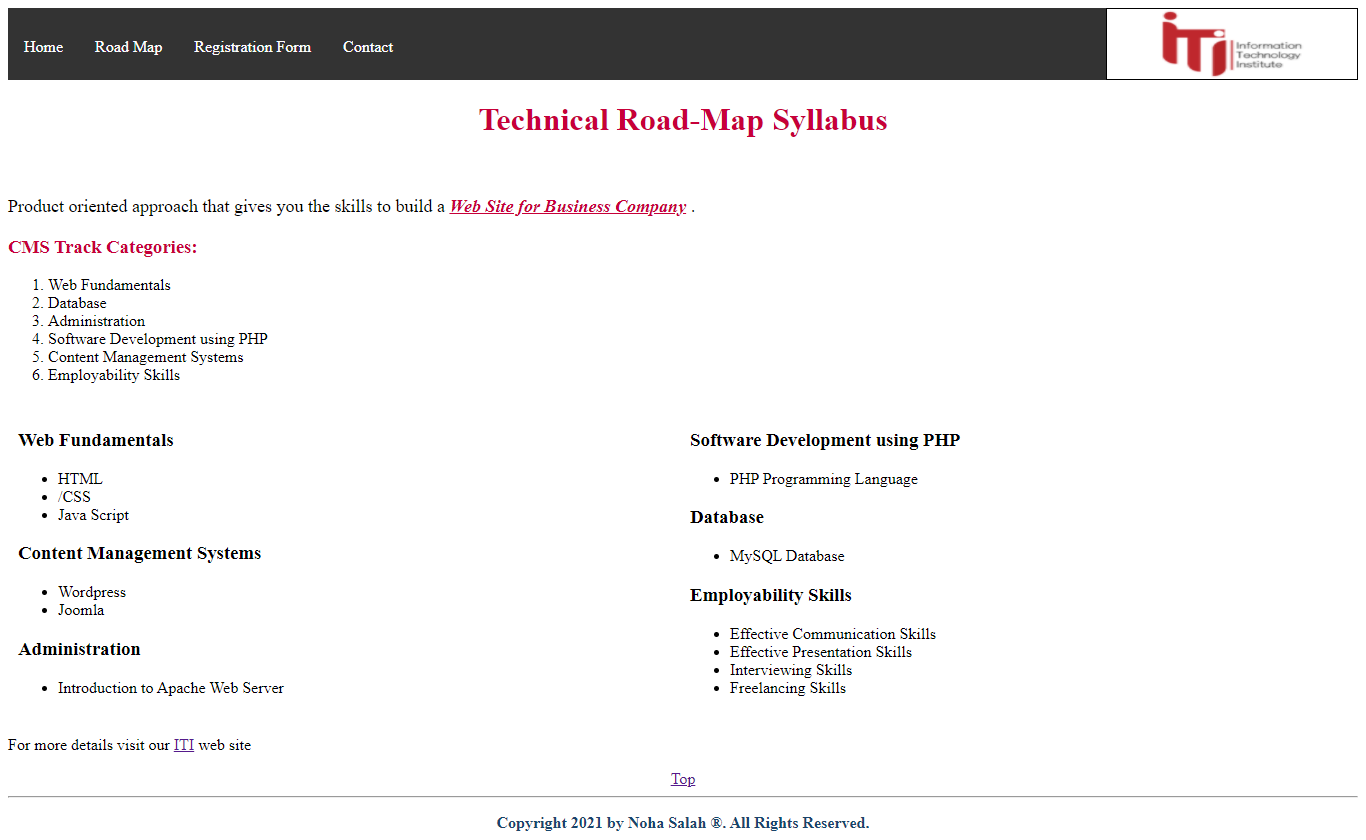 Home Road Map Registration Form Contact
iTi Information
Technology
Institute
Technical Road-Map Syllabus
Product oriented approach that gives you the skills to build a Web Site for Business Company .
CMS Track Categories:
1. Web Fundamentals
2. Database
3. Administration
4. Software Development using PHP
5. Content Management Systems
6. Employability Skills
Web Fundamentals
• HTML
• /CSS
• Java Script
Content Management Systems
• Wordpress
• Joomla
Administration
• Introduction to Apache Web Server
Software Development using PHP
• PHP Programming Language
Database
• MySQL Database
Employability Skills
• Effective Communication Skills
• Effective Presentation Skills
• Interviewing Skills
• Freelancing Skills
For more details visit our ITI web site
Top
Copyright 2021 by Noha Salah ®. All Rights Reserved.